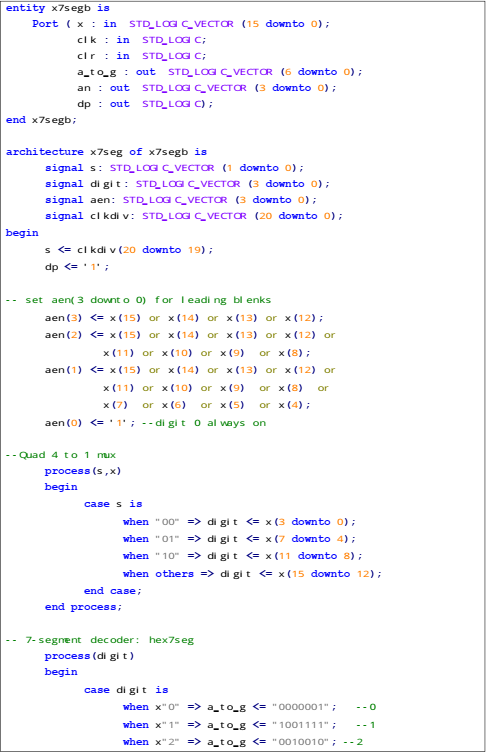 entity x7segb is
Port ( x : in STD_LOGIC_VECTOR (15 downto 0);
clk : in STD_LOGIC;
clr : in STD_LOGIC;
a_to_g : out STD_LOGIC_VECTOR (6 downto 0);
an : out STD_LOGIC_VECTOR (3 downto 0);
dp : out STD_LOGIC);
end x7segb;
architecture x7seg of x7segb is
signal s: STD_LOGIC_VECTOR (1 downto 0);
signal digit: STD_LOGIC_VECTOR (3 downto 0);
signal aen: STD_LOGIC_VECTOR (3 downto 0);
signal clkdiv: STD_LOGIC_VECTOR (20 downto 0);
begin
s <= clkdiv(20 downto 19);
dp <= '1';
-- set aen(3 downto 0) for leading blenks
aen(3) <= x(15) or x(14) or x(13) or x(12);
aen(2) <= x(15) or x(14) or x(13) or x(12) or
x(11) or x(10) or x(9) or x(8);
aen(1) <= x(15) or x(14) or x(13) or x(12) or
x(11) or x(10) or x(9) or x(8) or
x(7) or x(6) or x(5) or x(4);
aen(0) <= '1'; --digit 0 always on
--Quad 4 to 1 mux
process(s,x)
begin
case s is
when "00" => digit <= x(3 downto 0);
when "01" => digit <= x(7 downto 4);
when "10" => digit <= x(11 downto 8);
when others => digit <= x(15 downto 12);
end case;
end process;
-- 7-segment decoder: hex7seg
process(digit)
begin
case digit is
when x"0" => a_to_g <= "0000001"; --0
when x"1" => a_to_g <= "1001111"; --1
when x"2" => a_to_g <= "0010010"; --2